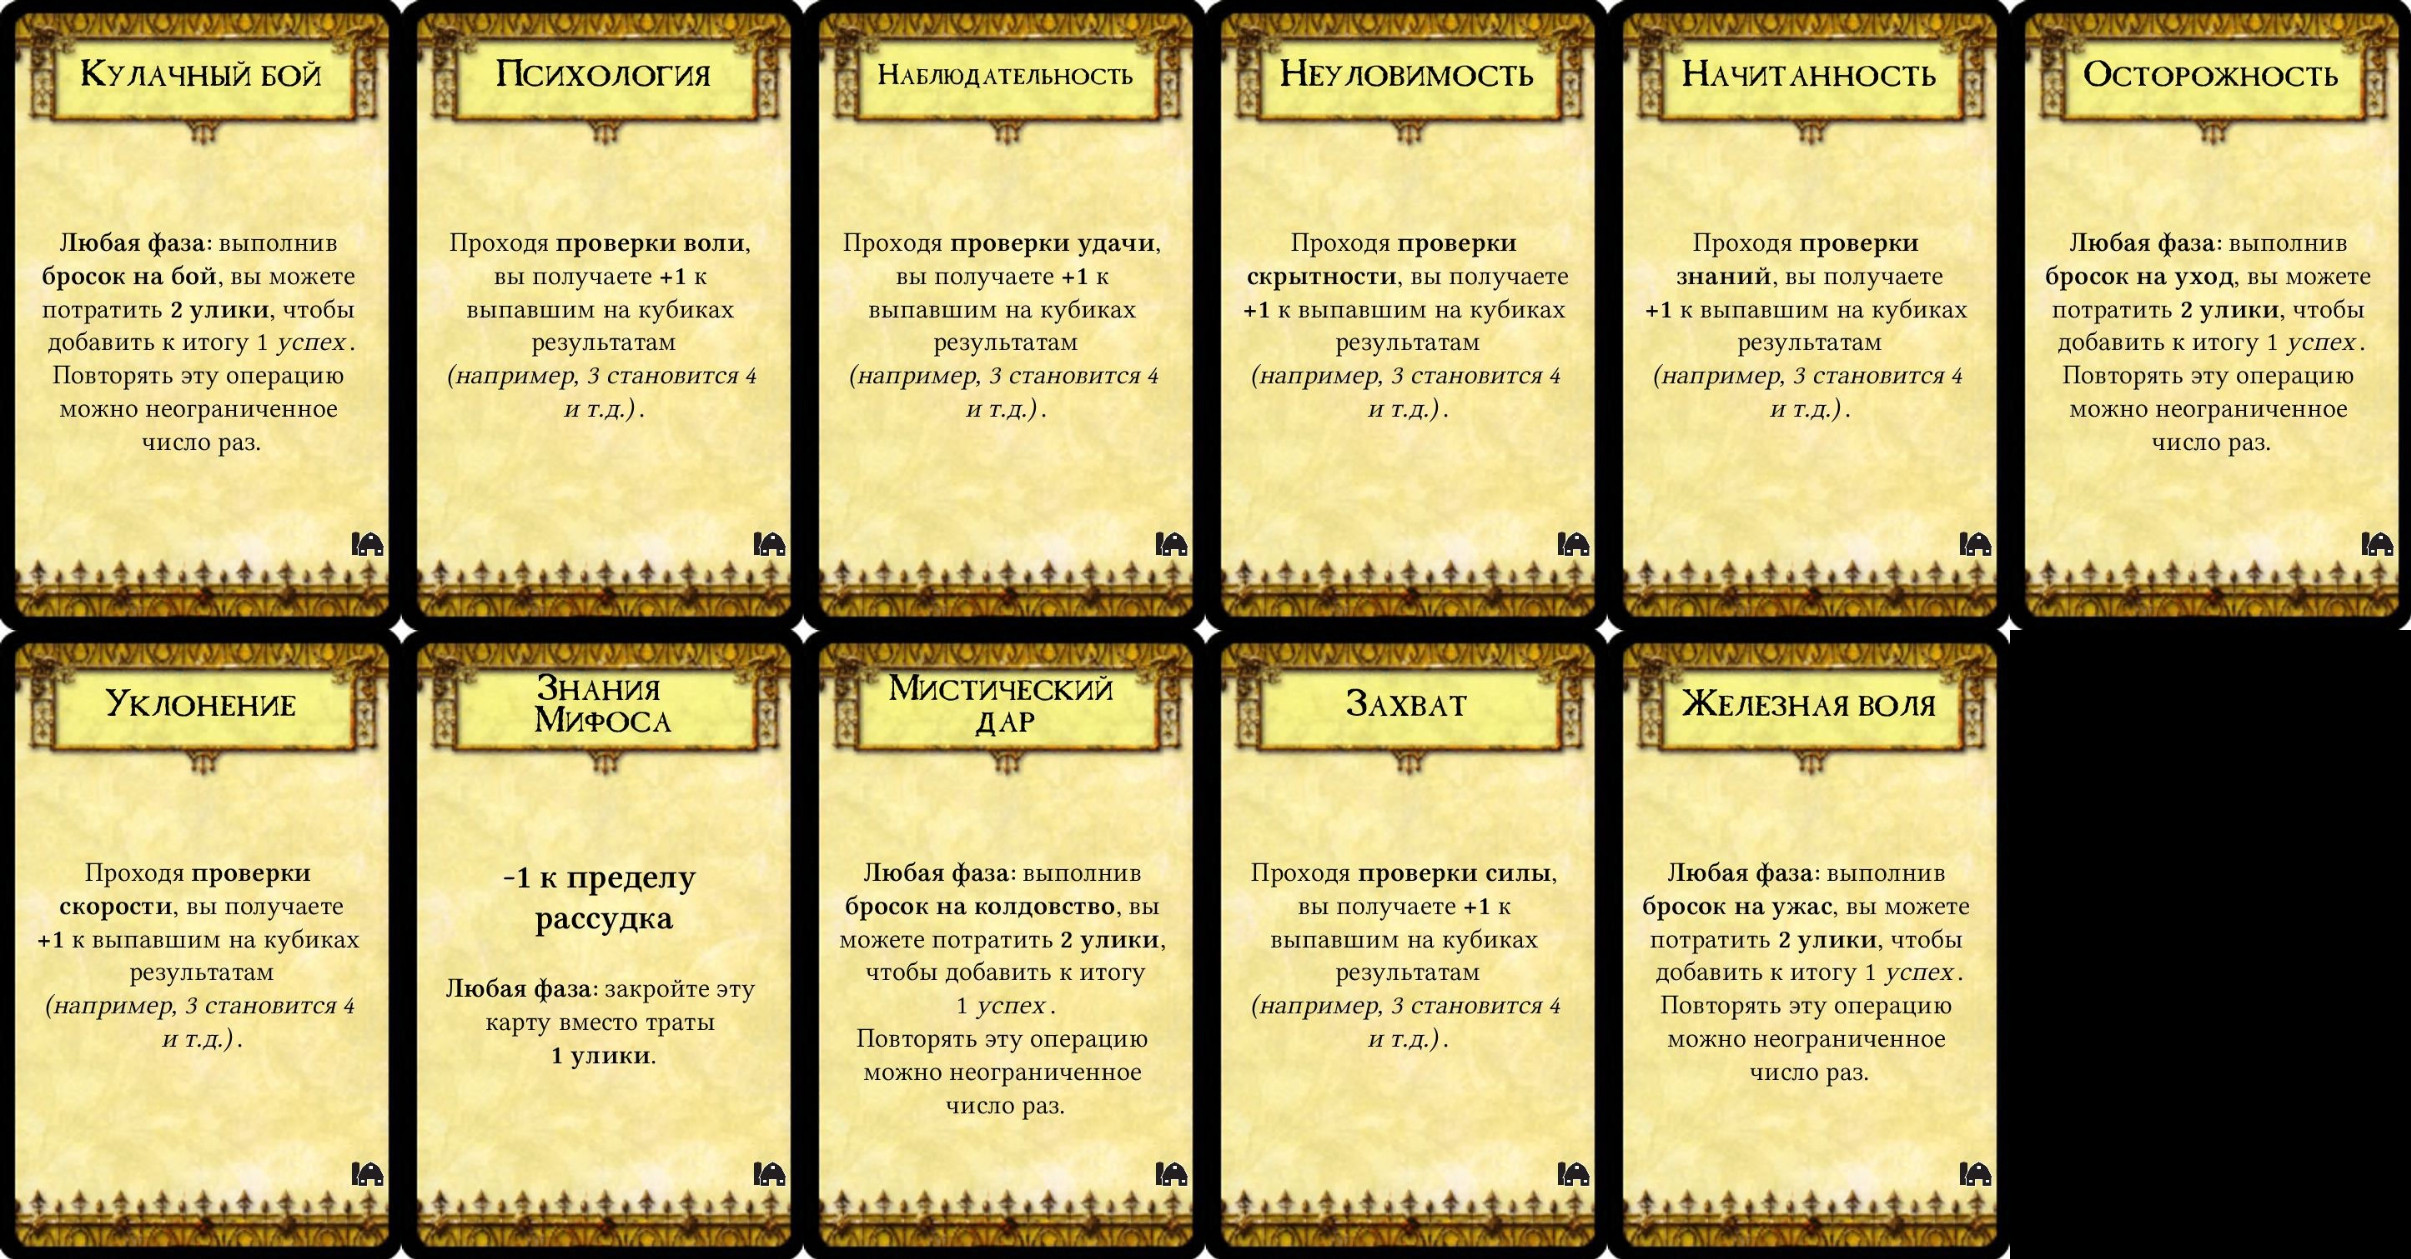 Кулачный бой
Любая фаза: выполнив
бросок на бой, вы можете
потратить 2 улики, чтобы
добавить к итогу 1 успех.
Повторять эту операцию
можно неограниченное
число раз.
Психология
Проходя проверки воли,
вы получаете +1 к
выпавшим на кубиках
результатам
(например, 3 становится 4
и т.д.).
Наблюдательность
Проходя проверки удачи,
вы получаете +1 к
выпавшим на кубиках
результатам
(например, 3 становится 4
и т.д.).
Неуловимость
Проходя проверки
скрытности, вы получаете
+1 к выпавшим на кубиках
результатам
(например, 3 становится 4
и т.д.).
Начитанность
Проходя проверки
знаний, вы получаете
+1 к выпавшим на кубиках
результатам
(например, 3 становится 4
и т.д.).
Осторожность
Любая фаза: выполнив
бросок на уход, вы можете
потратить 2 улики, чтобы
добавить к итогу 1 успех.
Повторять эту операцию
можно неограниченное
число раз.
Уклонение
Проходя проверки
скорости, вы получаете
+1 к выпавшим на кубиках
результатам
(например, 3 становится 4
и т.д.).
Знания
Мифоса
-1 к пределу
рассудка
Любая фаза: закройте эту
карту вместо траты
1 улики.
Мистический
дар
Любая фаза: выполнив
бросок на колдовство, вы
можете потратить 2 улики,
чтобы добавить к итогу
1 успех.
Повторять эту операцию
можно неограниченное
число раз.
Захват
Проходя проверки силы,
вы получаете +1 к
выпавшим на кубиках
результатам
(например, 3 становится 4
и т.д.).
Железная воля
Любая фаза: выполнив
бросок на ужас, вы можете
потратить 2 улики, чтобы
добавить к итогу 1 успех.
Повторять эту операцию
можно неограниченное
число раз.